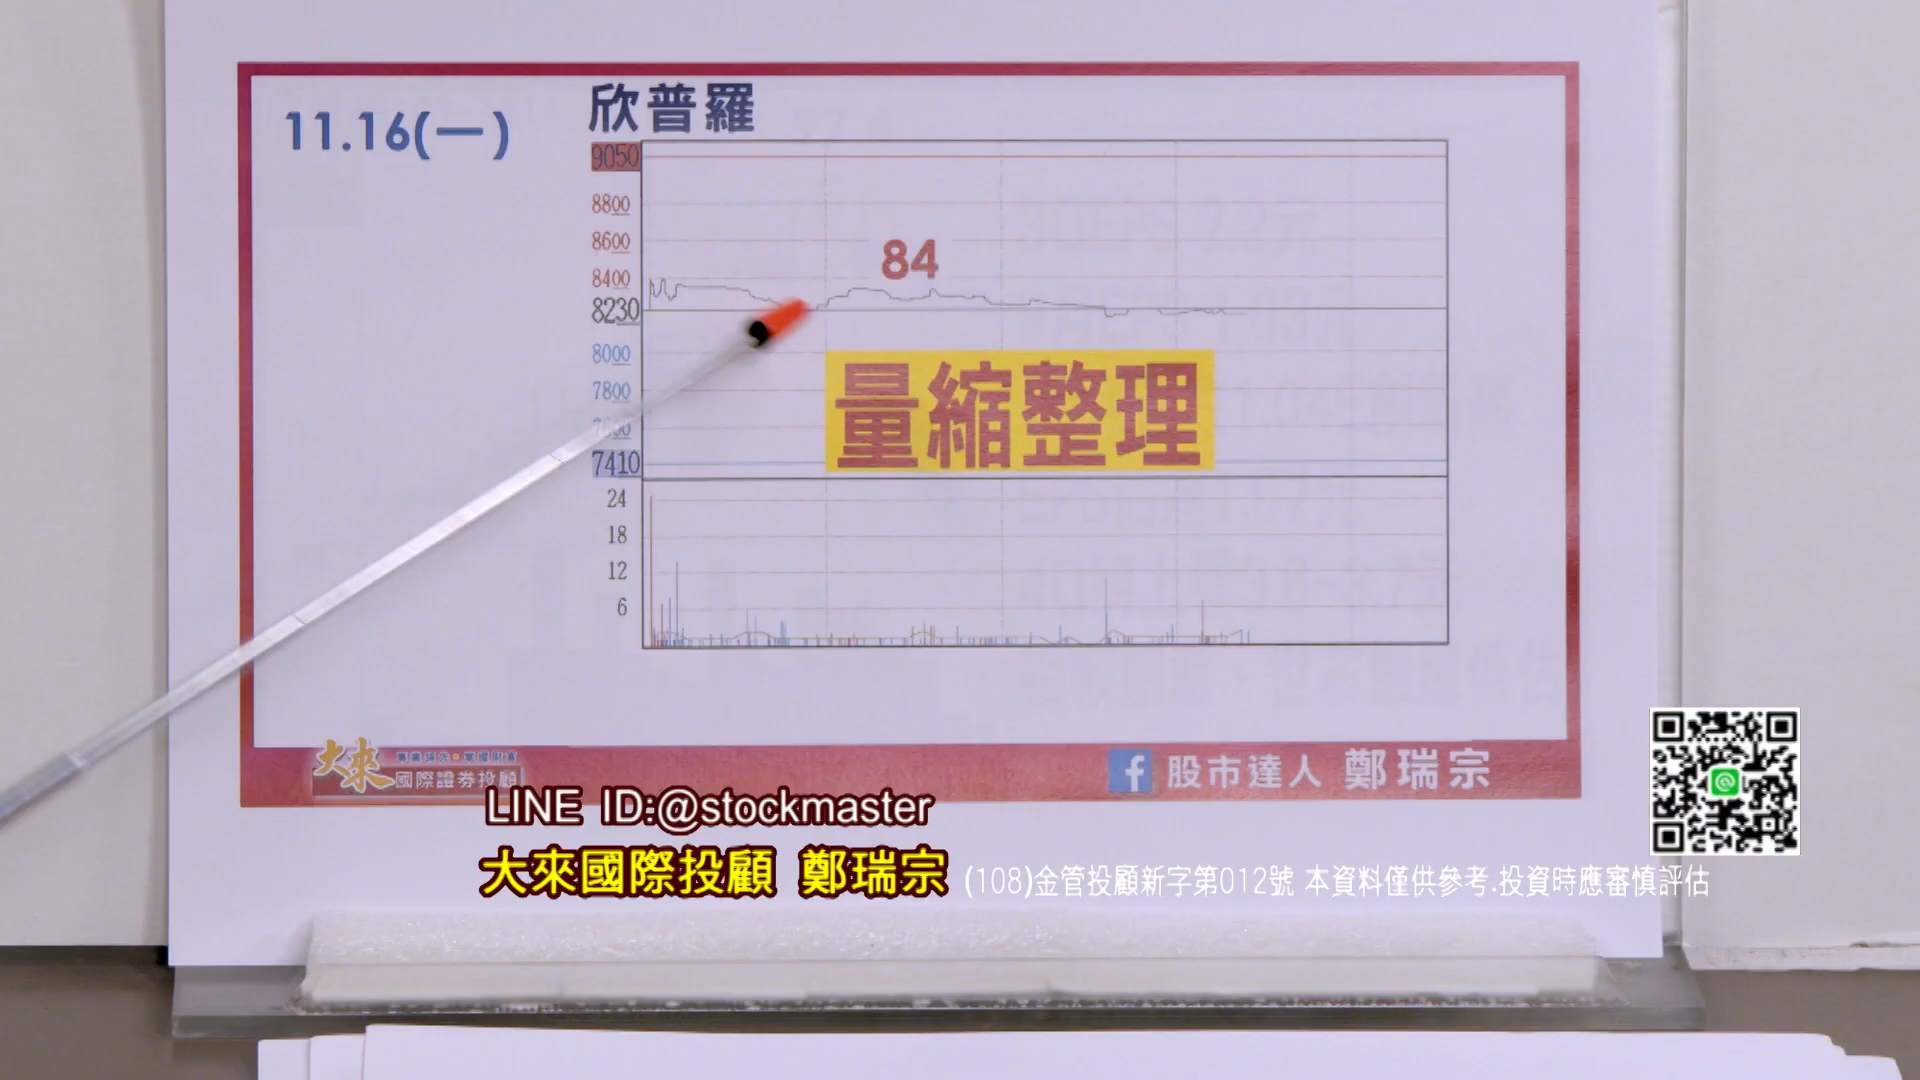 欣普羅
11.16(一)
9050
8800
8600
84
8400
8230
8000
7800
7600
量縮整理
7410
24
18
12
6
大來
國際證券投顧
f 股市達人 鄭瑞宗
LINE ID:@stockmaster
大來國際投顧 鄭瑞宗 (108)金管投顧新字第012號 本資料僅供參考.投資時應審慎評估